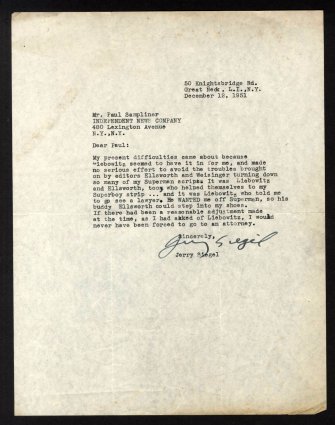 50 Knightsbridge Rd.
Great Neck, L.I.,N.Y.
December 12, 1951
Mr. Paul Sampliner
INDEPENDENT NEWS COMPANY
480 Lexington Avenue
N.Y.,N.Y.
Dear Paul:
My present difficulties came about because
Liebowitz seemed to have it in for me, and made
no serious effort to avoid the troubles brought
on by editors Ellsworth and Weisinger turning down
so many of my Superman scripts. It was Liebowitz
and Ellsworth, too, who helped themselves to my
Superboy strip ... and it was Liebowitz, who told me
to go see a lawyer. He WANTED me off Superman, so his
buddy Ellsworth could step into my shoes.
If there had been a reasonable adjustment made
at the time, as I had asked of Liebowitz, I would
never have been forced to go to an attorney.
Sincerely,
Jerry Siegel
Jerry Siegel